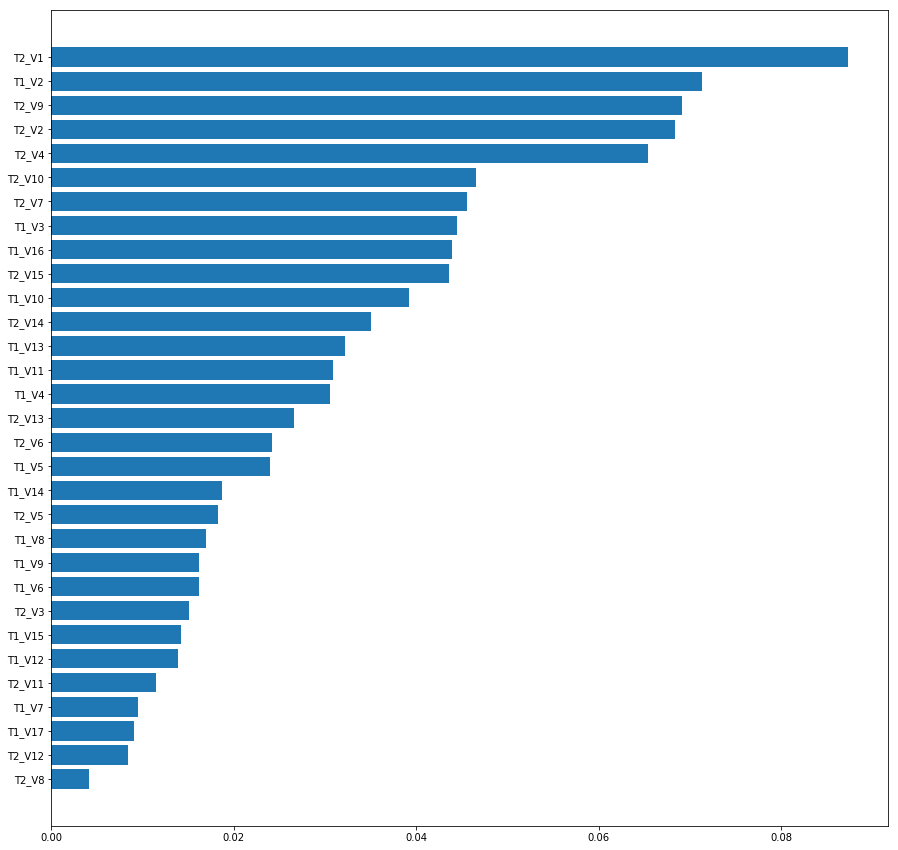 T2_V1
T1_V2
T2_V9
T2_V2
T2_V4
T2_V10
T2_V7
T1_V3
T1_V16
T2_V15
T1_V10
T2_V14
T1_V13
T1_V11
T1_V4
T2_V13
T2_V6
T1_V5
T1_V14
T2_V5
T1_V8
T1_V9
T1_V6
T2_V3
T1_V15
T1_V12
T2_V11
T1_V7
T1_V17
T2_V12
T2_V8
0.00 0.02 0.04 0.06 0.08